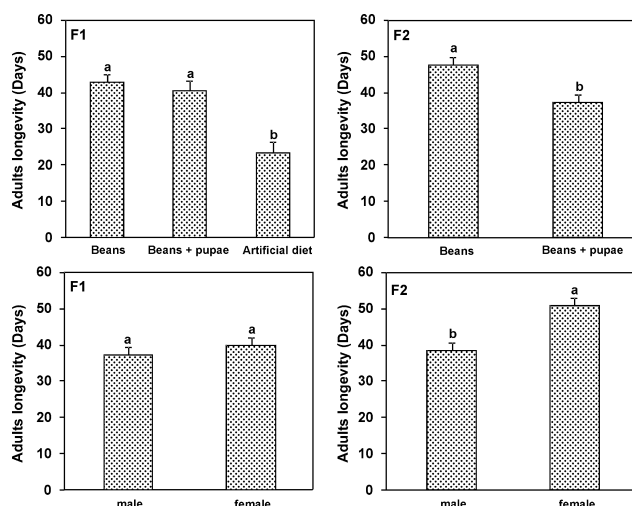 F1
Adults longevity (Days)
60
50
40
30
20
10
0
a
a
b
Beans
Beans + pupae
Artificial diet
F2
Adults longevity (Days)
60
50
40
30
20
10
0
a
b
Beans
Beans + pupae
F1
Adults longevity (Days)
60
50
40
30
20
10
0
a
a
male
female
F2
Adults longevity (Days)
60
50
40
30
20
10
0
b
a
male
female